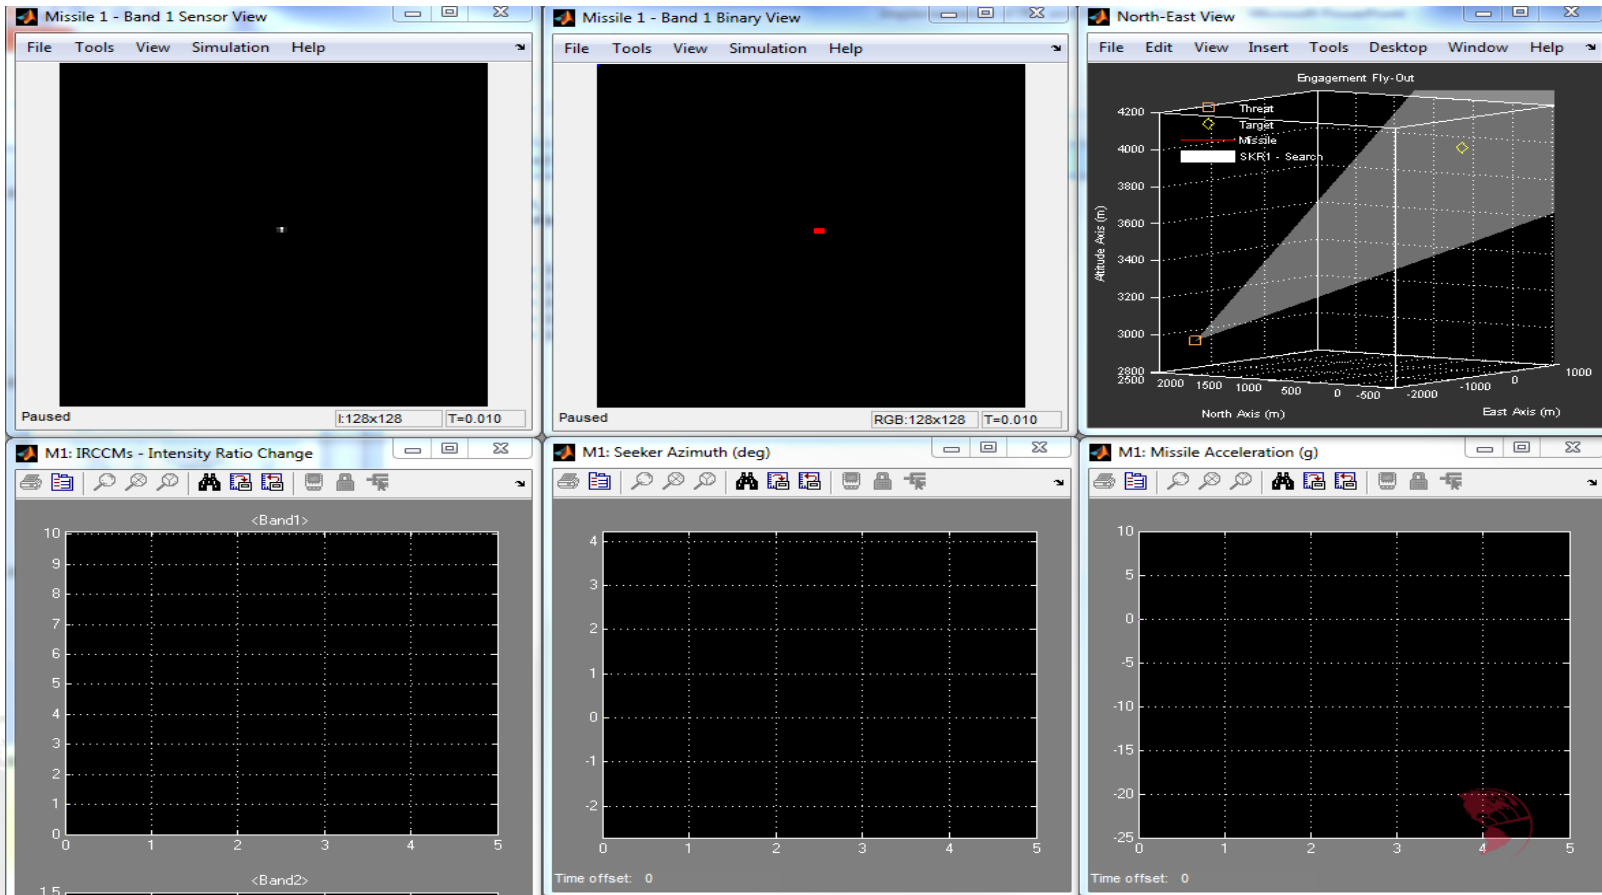 Missile 1 - Band 1 Sensor View
File Tools View Simulation Help
Paused
I:128x128
T=0.010
Missile 1 - Band 1 Binary View
File Tools View Simulation Help
Paused
RGB:128x128
T=0.010
North-East View
File Edit View Insert Tools Desktop Window Help
Engagement Fly-Out
Threat
Target
Missile
SKR1 - Search
Altitude Axis (m)
4200
4000
3800
3600
3400
3200
3000
2800
2500 2000 1500 1000 500 0 -500
North Axis (m)
-2000 -1000 0 1000
East Axis (m)
M1: IRCCMs - Intensity Ratio Change
<Band1>
10
9
8
7
6
5
4
3
2
1
0
0 1 2 3 4 5
<Band2>
1.5
M1: Seeker Azimuth (deg)
4
3
2
1
0
-1
-2
0 1 2 3 4 5
Time offset: 0
M1: Missile Acceleration (g)
10
5
0
-5
-10
-15
-20
-25
0 1 2 3 4 5
Time offset: 0